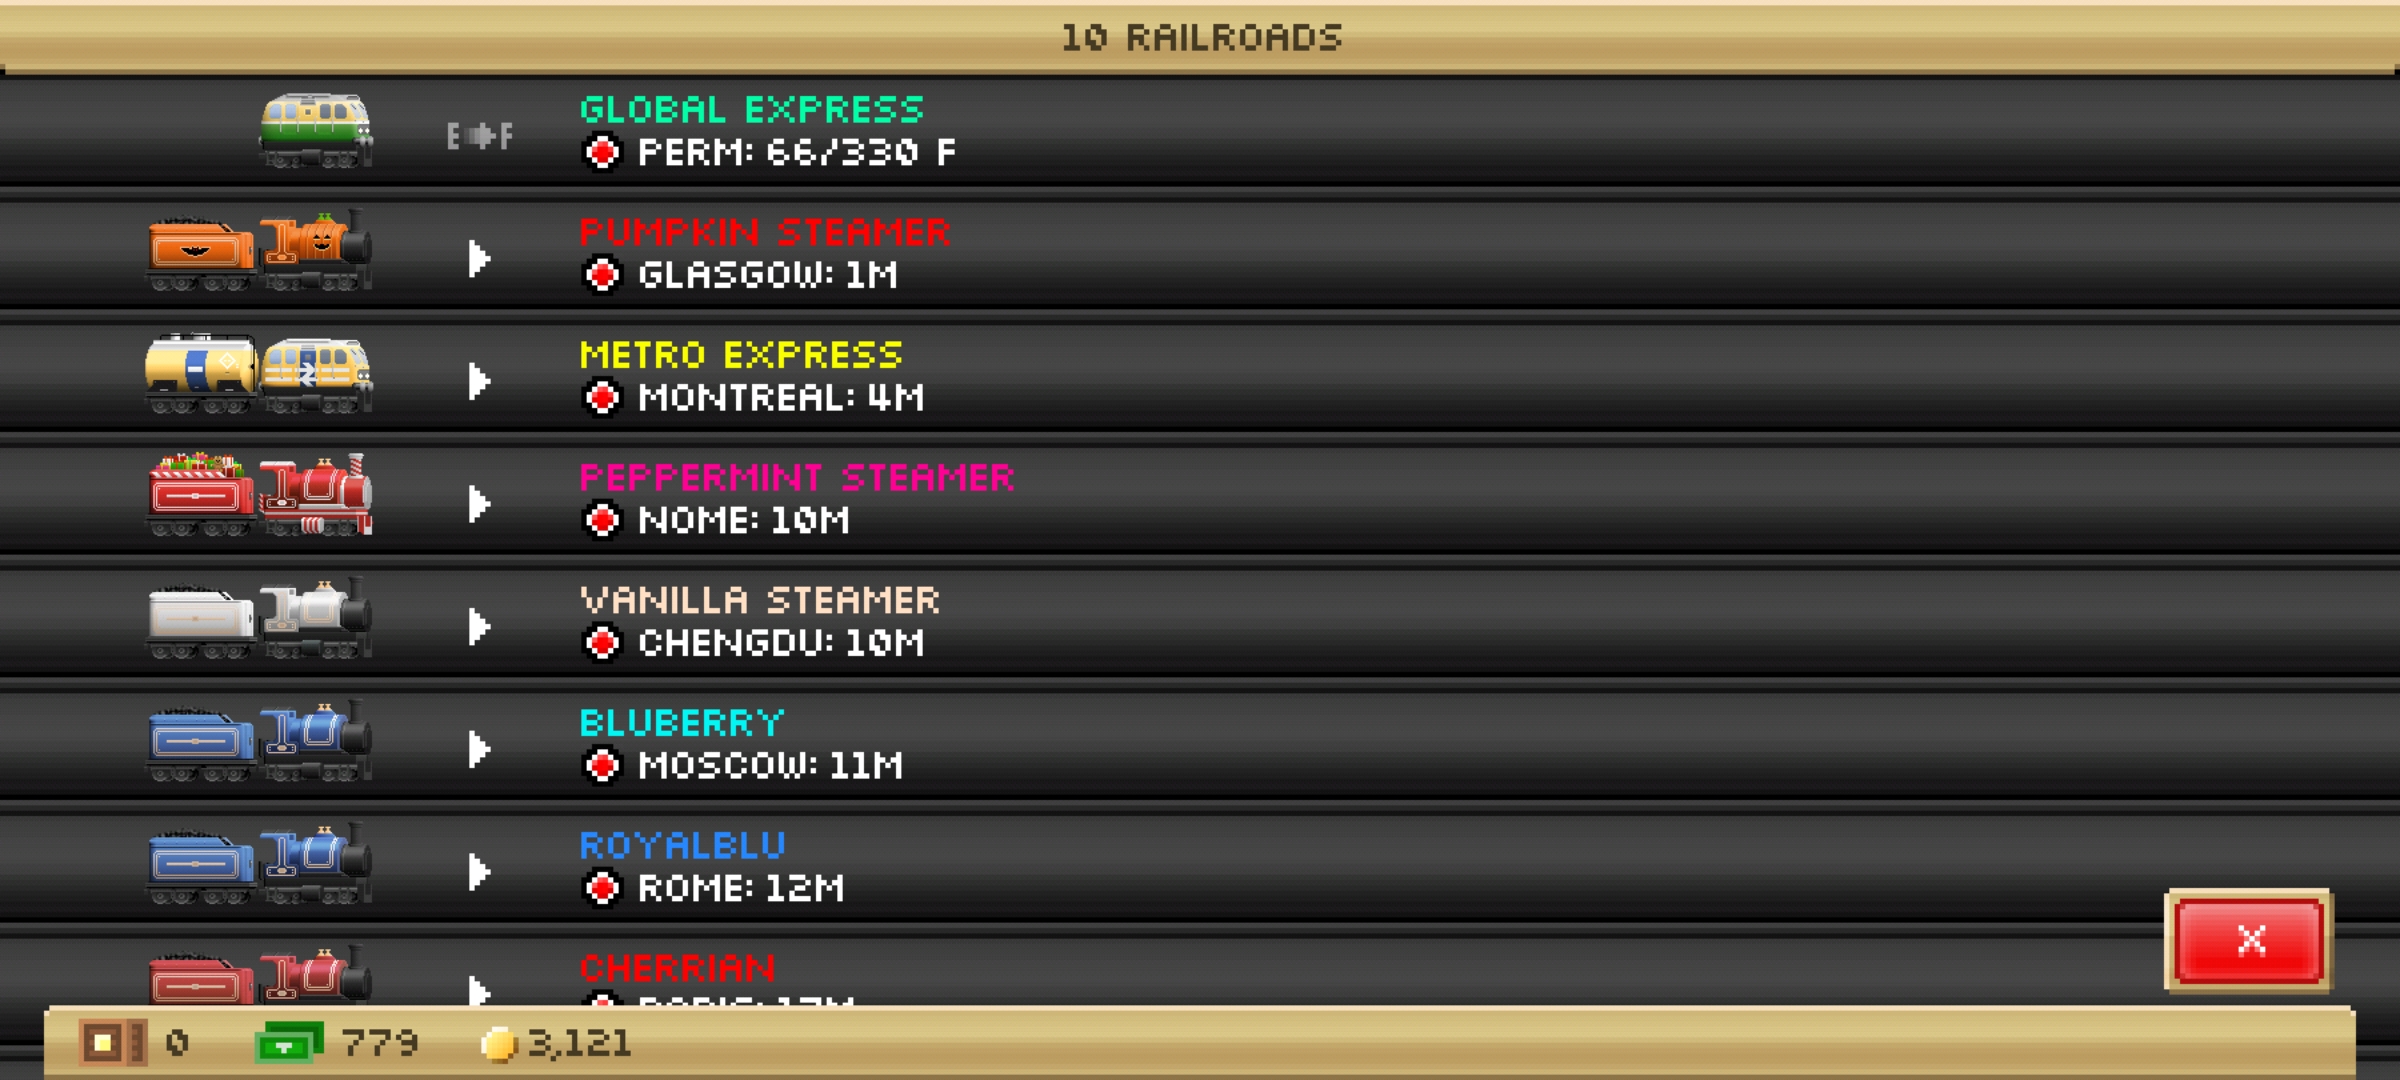 10 RAILROADS
GLOBAL EXPRESS
E F
PERM: 66/330 F
PUMPKIN STEAMER
GLASGOW: 1M
METRO EXPRESS
MONTREAL: 4M
PEPPERMINT STEAMER
NOME: 10M
VANILLA STEAMER
CHENGDU: 10M
BLUBERRY
MOSCOW: 11M
ROYALBLU
ROME: 12M
CHERRIAN
X
0 779 3,121